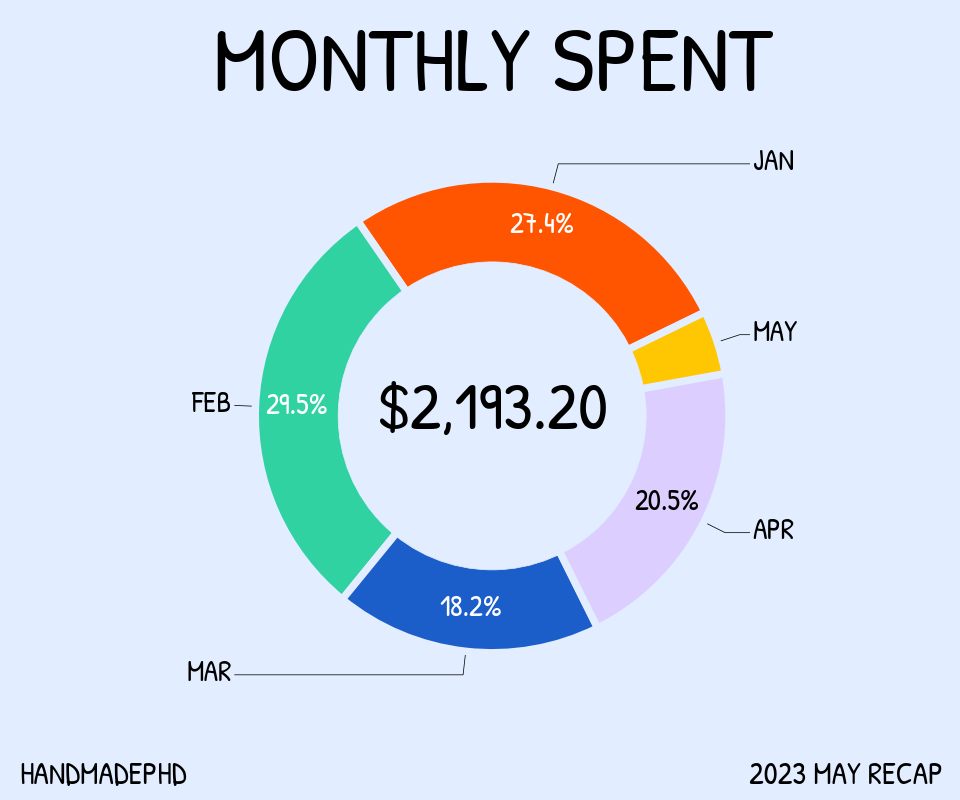 MONTHLY SPENT
JAN
27.4%
MAY
FEB
29.5%
$2,193.20
20.5%
APR
18.2%
MAR
HANDMADEPHD
2023 MAY RECAP